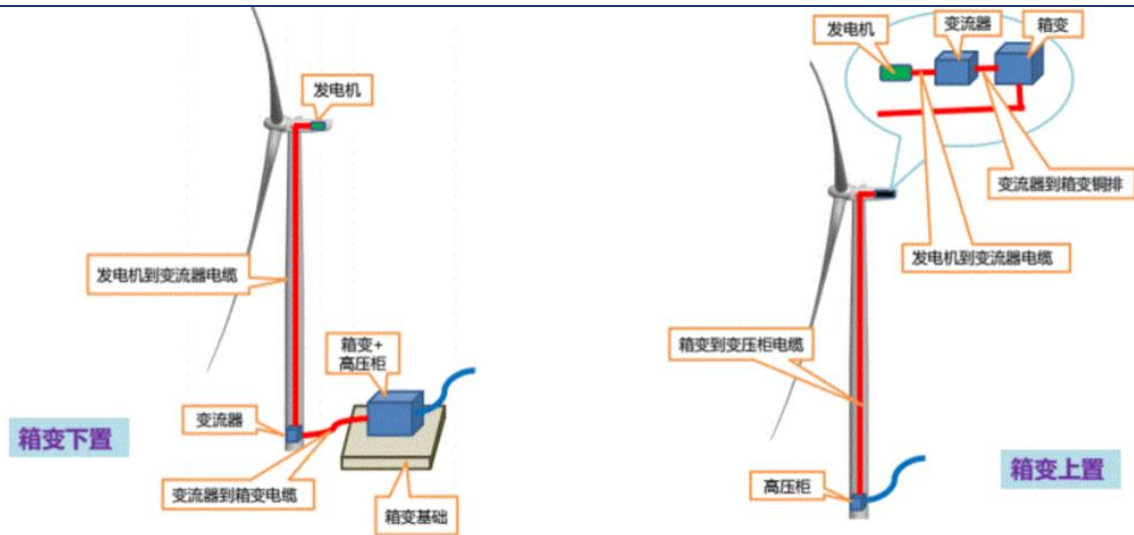 发电机
发电机到变流器电缆
箱变+
高压柜
变流器
箱变下置
变流器到箱变电缆
箱变基础
发电机
变流器
箱变
变流器到箱变铜排
发电机到变流器电缆
箱变到变压柜电缆
高压柜
箱变上置